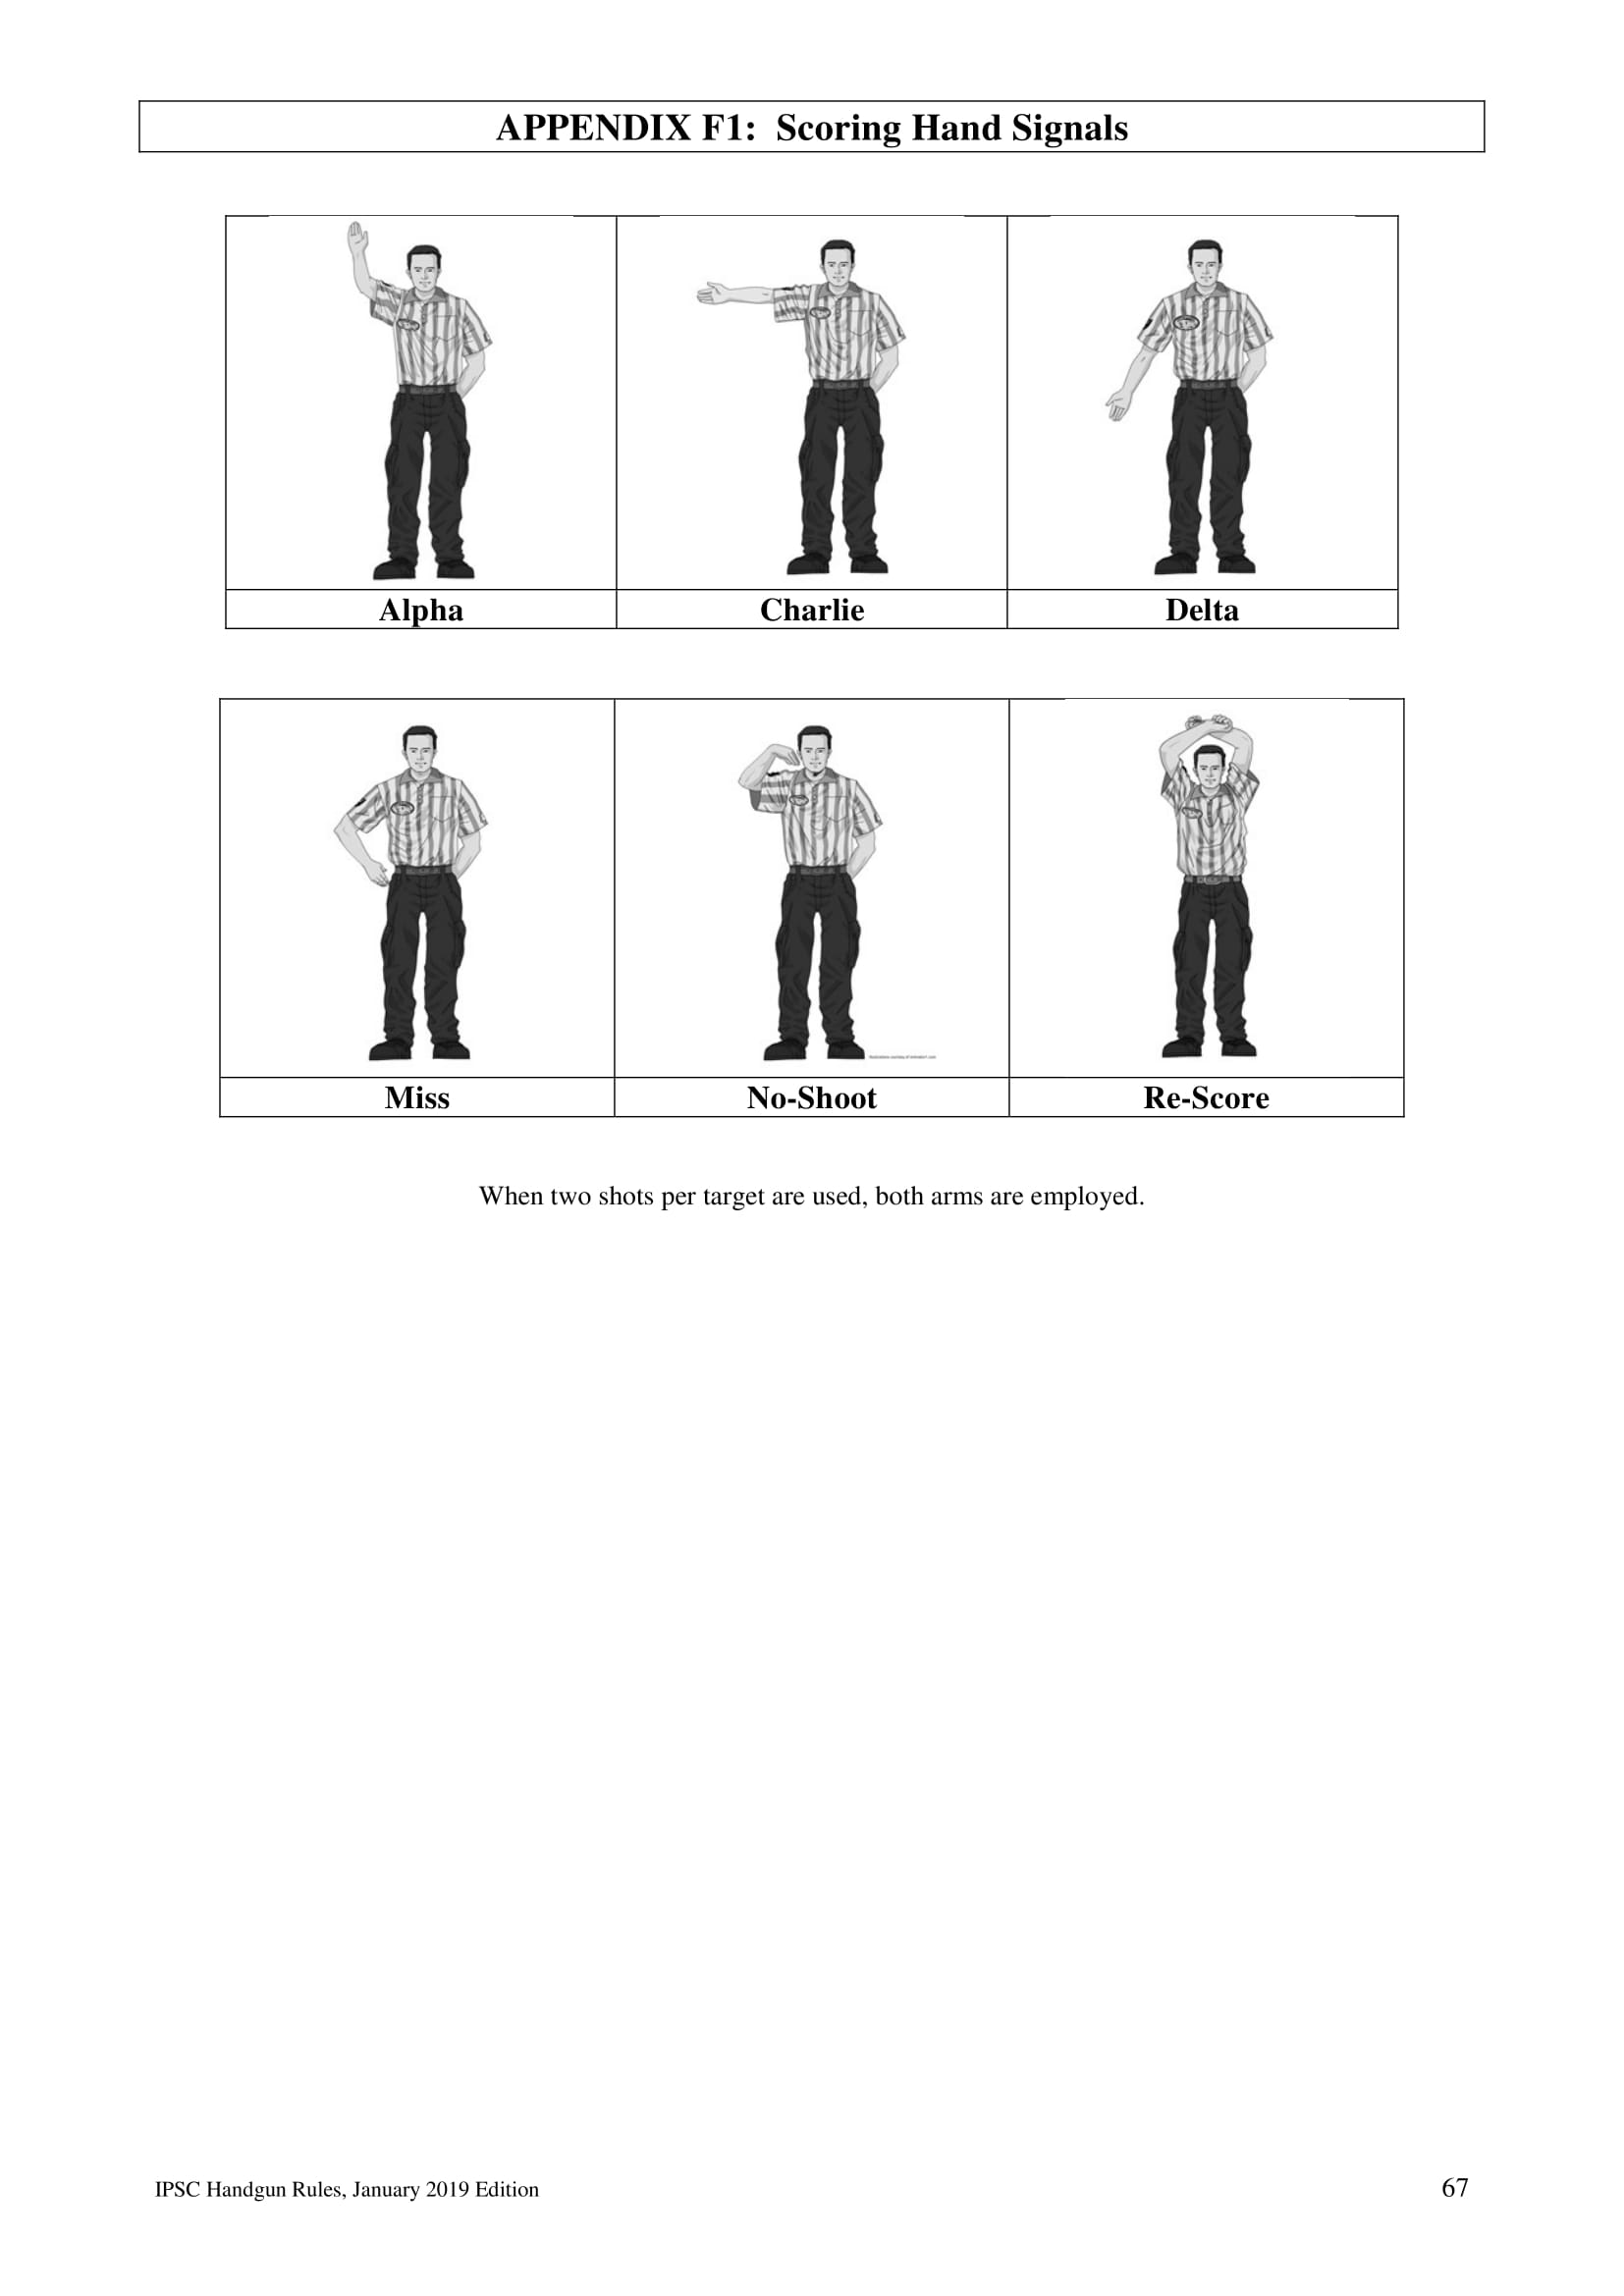 APPENDIX F1: Scoring Hand Signals
Alpha
Charlie
Delta
Miss
No-Shoot
Re-Score
When two shots per target are used, both arms are employed.
IPSC Handgun Rules, January 2019 Edition
67